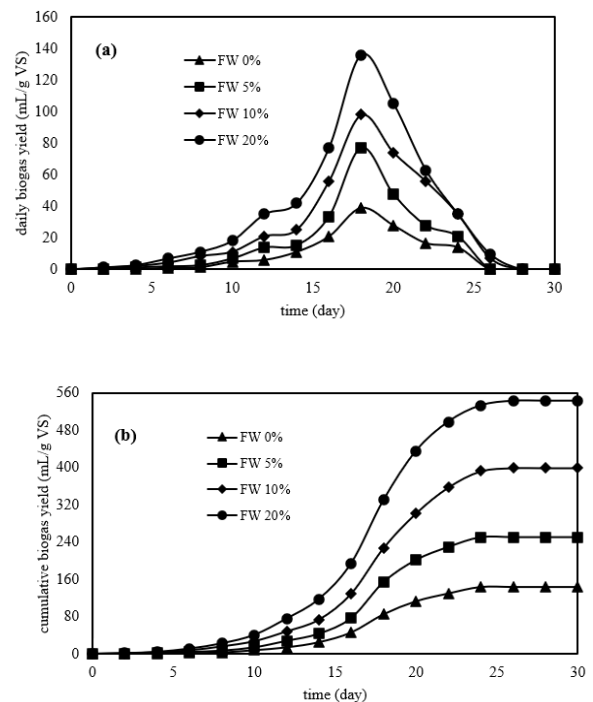 daily biogas yield (mL/g VS)
160
140
120
100
80
60
40
20
0
(a)
FW 0%
FW 5%
FW 10%
FW 20%
0 5 10 15 20 25 30
time (day)
cumulative biogas yield (mL/g VS)
560
480
400
320
240
160
80
0
(b)
FW 0%
FW 5%
FW 10%
FW 20%
0 5 10 15 20 25 30
time (day)